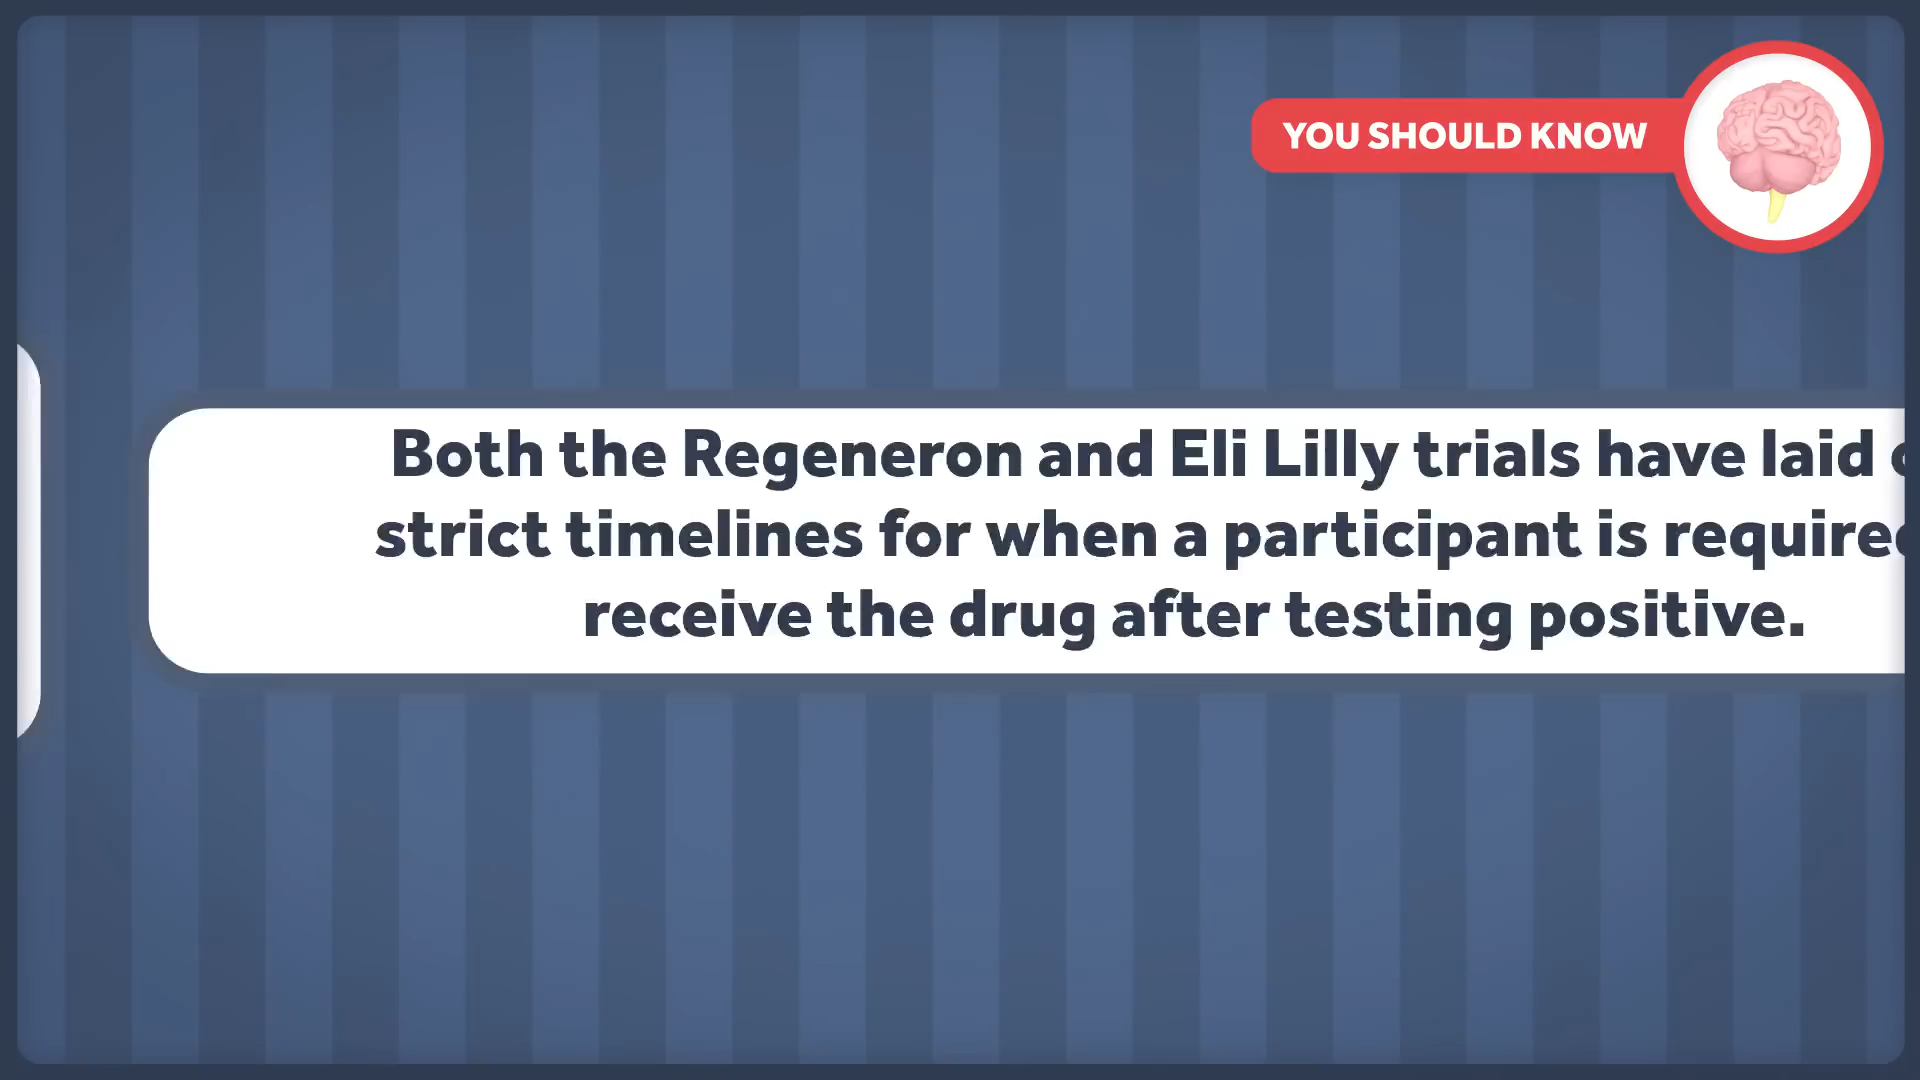 YOU SHOULD KNOW
Both the Regeneron and Eli Lilly trials have laid
strict timelines for when a participant is
receive the drug after testing positive.